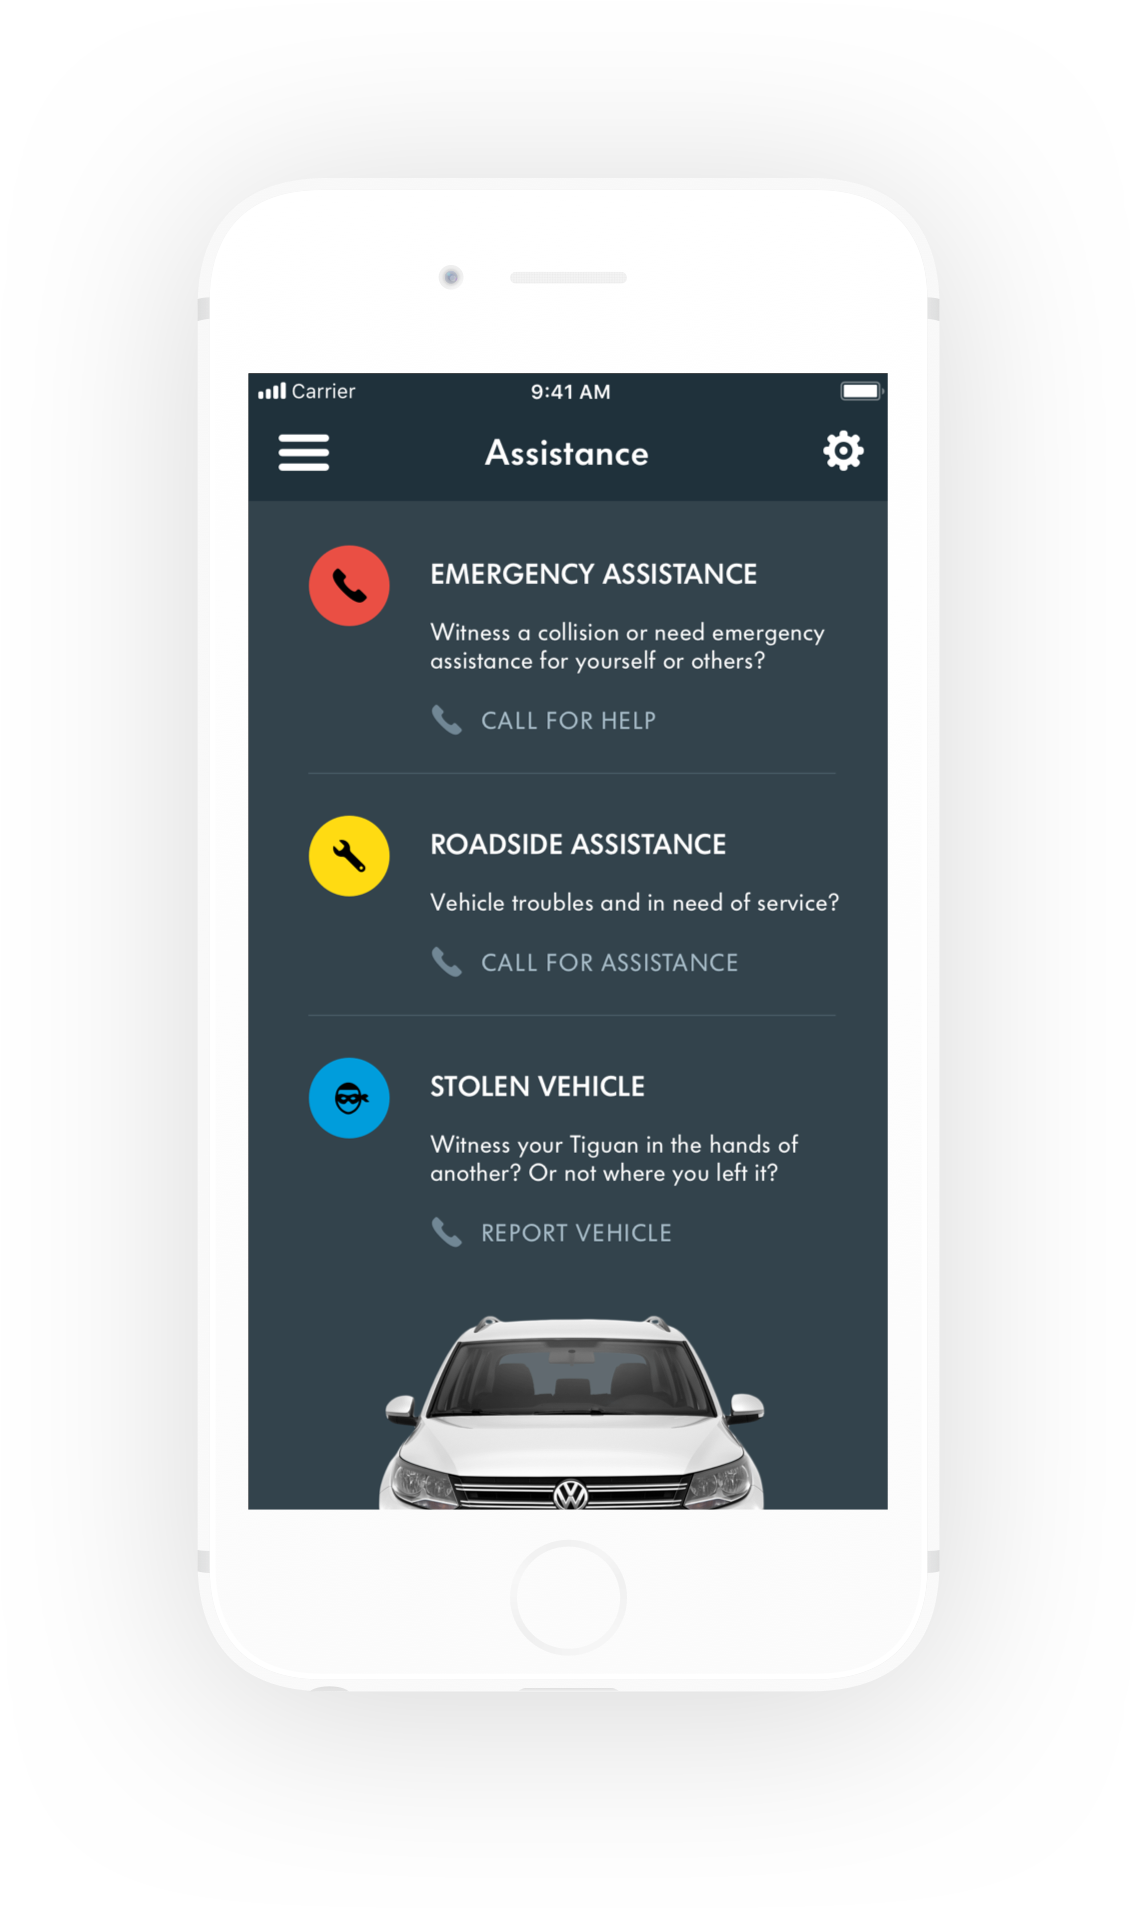 Carrier
9:41 AM
Assistance
EMERGENCY ASSISTANCE
Witness a collision or need emergency
assistance for yourself or others?
CALL FOR HELP
ROADSIDE ASSISTANCE
Vehicle troubles and in need of service?
CALL FOR ASSISTANCE
STOLEN VEHICLE
Witness your Tiguan in the hands of
another? Or not where you left it?
REPORT VEHICLE